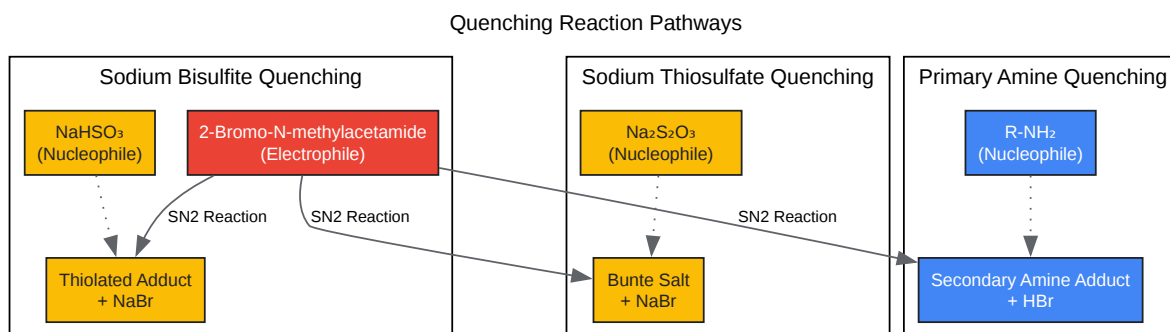 Quenching Reaction Pathways
Sodium Bisulfite Quenching
Sodium Thiosulfate Quenching
Primary Amine Quenching
NaHSO₃
(Nucleophile)
2-Bromo-N-methylacetamide
(Electrophile)
Na₂S₂O₃
(Nucleophile)
R-NH₂
(Nucleophile)
SN2 Reaction
SN2 Reaction
SN2 Reaction
Thiolated Adduct
+ NaBr
Bunte Salt
+ NaBr
Secondary Amine Adduct
+ HBr